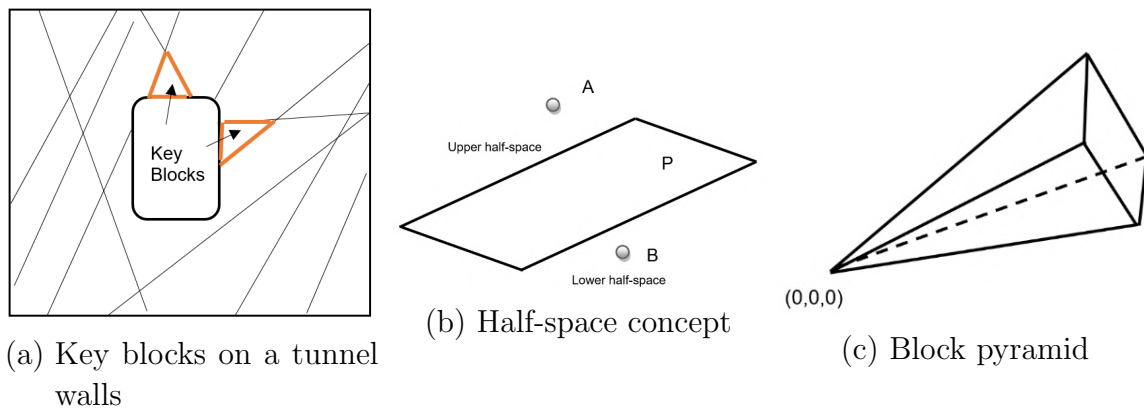 Key
Blocks
(a) Key blocks on a tunnel
walls
A
Upper half-space
P
B
Lower half-space
(b) Half-space concept
(0,0,0)
(c) Block pyramid